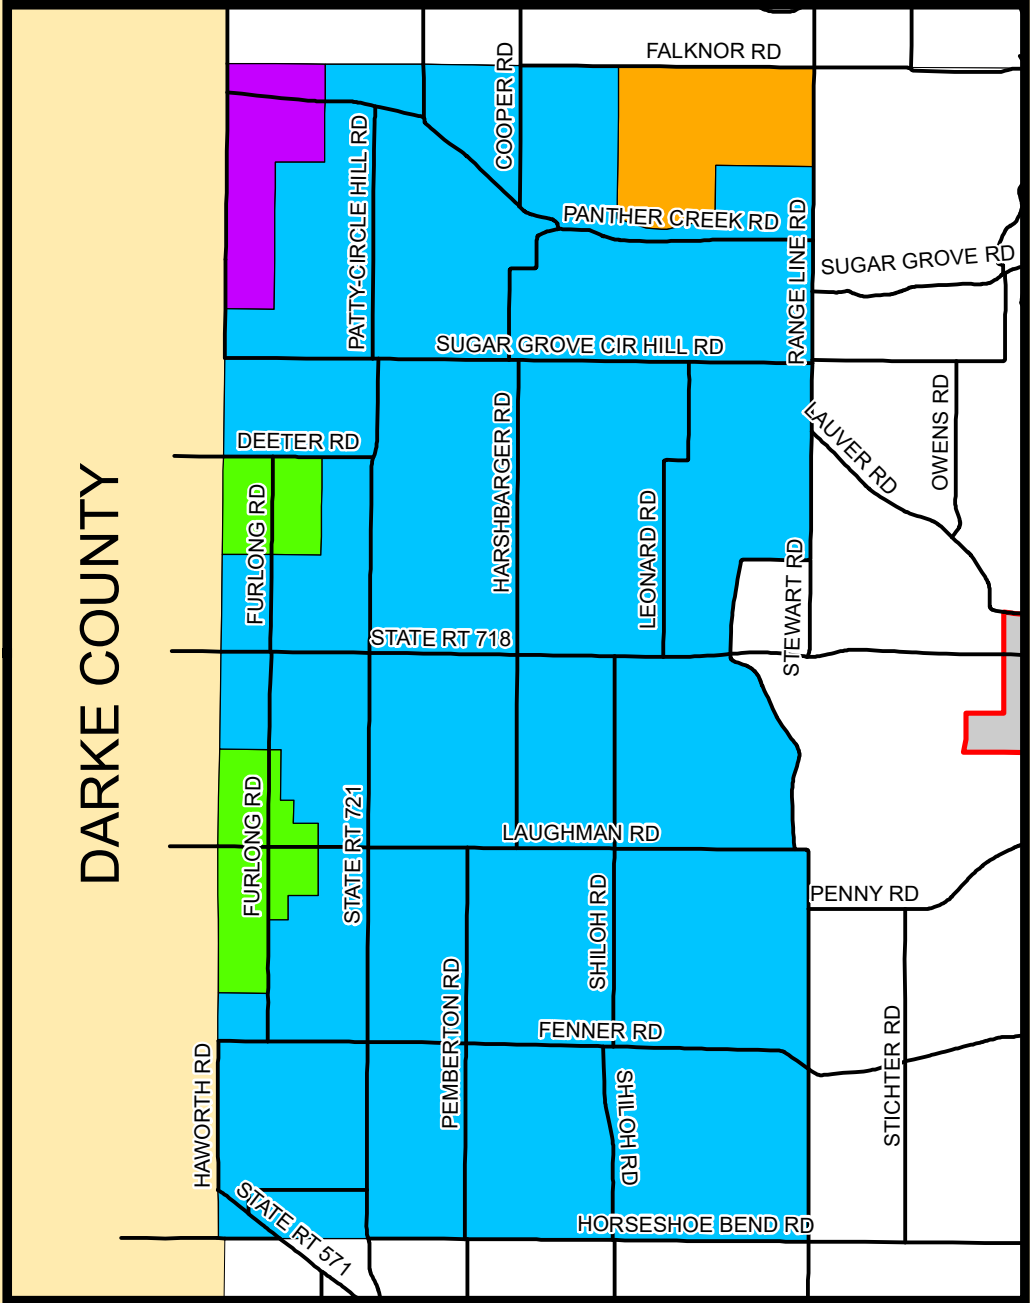 FALKNOR RD
COOPER RD
PATTY-CIRCLE HILL RD
PANTHER CREEK RD
RANGE LINE RD
SUGAR GROVE RD
SUGAR GROVE CIR HILL RD
DEETER RD
HARSHBARGER RD
LAUVER RD
OWENS RD
FURLONG RD
LEONARD RD
STEWART RD
DARKE COUNTY
STATE RT 718
FURLONG RD
STATE RT 721
LAUGHMAN RD
PENNY RD
SHILOH RD
PEMBERTON RD
FENNER RD
STICHTER RD
HAWORTH RD
SHILOH RD
STATE RT 571
HORSESHOE BEND RD